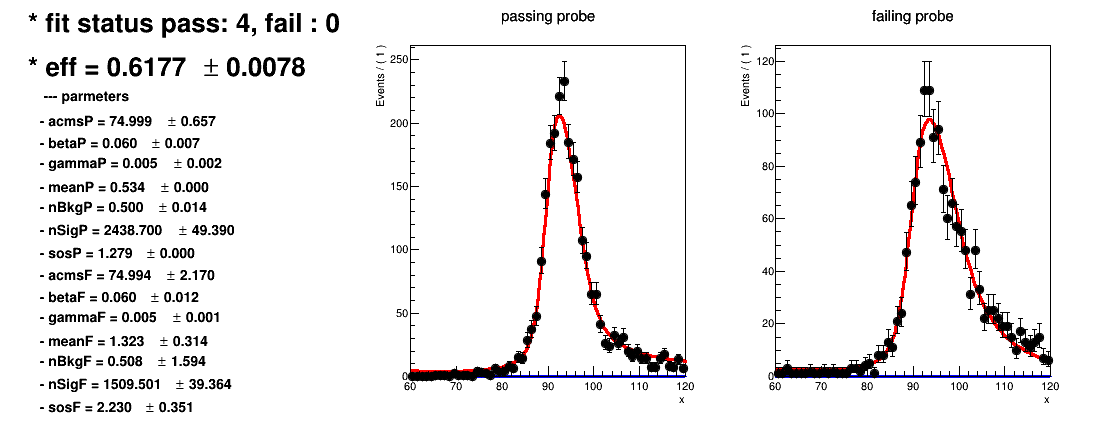 * fit status pass: 4, fail : 0
* eff = 0.6177 ± 0.0078
--- parmeters
- acmsP = 74.999 ± 0.657
- betaP = 0.060 ± 0.007
- gammaP = 0.005 ± 0.002
- meanP = 0.534 ± 0.000
- nBkgP = 0.500 ± 0.014
- nSigP = 2438.700 ± 49.390
- sosP = 1.279 ± 0.000
- acmsF = 74.994 ± 2.170
- betaF = 0.060 ± 0.012
- gammaF = 0.005 ± 0.001
- meanF = 1.323 ± 0.314
- nBkgF = 0.508 ± 1.594
- nSigF = 1509.501 ± 39.364
- sosF = 2.230 ± 0.351
passing probe
Events / ( 1 )
250
200
150
100
50
0
60 70 80 90 100 110 120
x
failing probe
Events / ( 1 )
120
100
80
60
40
20
0
60 70 80 90 100 110 120
x